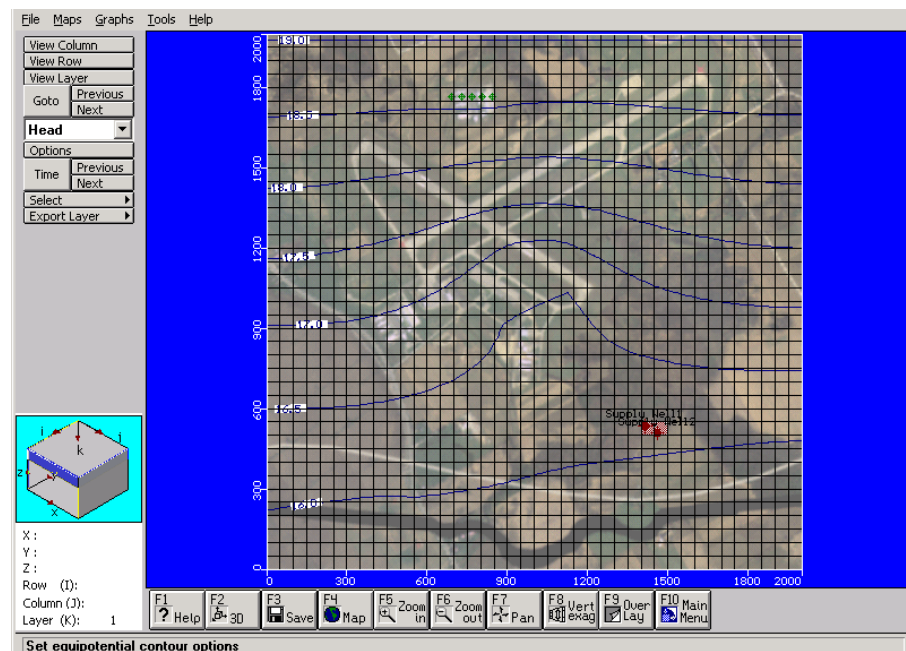 File Maps Graphs Tools Help
View Column
View Row
View Layer
Goto Previous
Next
Head
Options
Time Previous
Next
Select
Export Layer
2000
1800
1500
1200
900
600
300
0
19.0
18.5
18.0
17.5
17.0
16.5
16.0
Supply Well1
Supply Well2
0 300 600 900 1200 1500 1800 2000
i j
k
Z Y
X
X :
Y :
Z :
Row (I):
Column (J):
Layer (K): 1
F1 ? Help
F2 3D
F3 Save
F4 Map
F5 Zoom in
F6 Zoom out
F7 Pan
F8 Vert exag
F9 Over Lay
F10 Main Menu
Set equipotential contour options